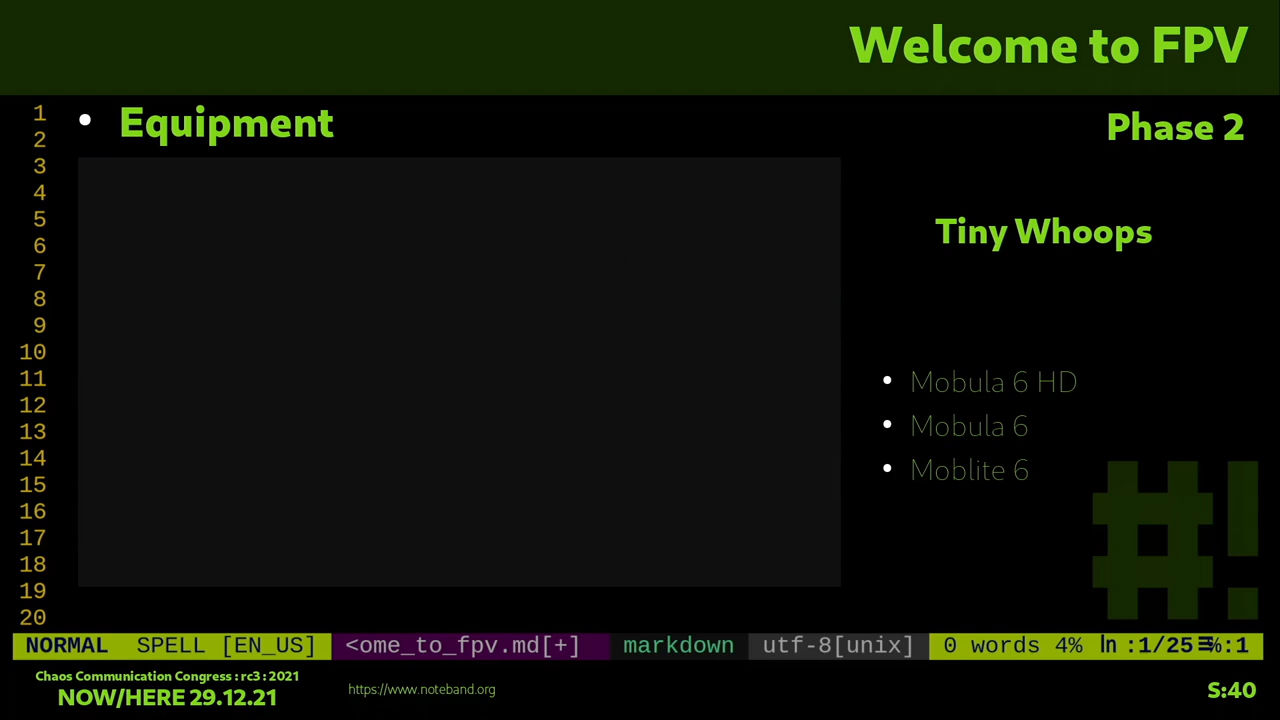 Welcome to FPV
• Equipment
Phase 2
Tiny Whoops
• Mobula 6 HD
• Mobula 6
• Moblite 6
#!
1
2
3
4
5
6
7
8
9
10
11
12
13
14
15
16
17
18
19
20
NORMAL SPELL [EN_US] <ome_to_fpv.md[+] markdown utf-8[unix] 0 words 4% ln :1/25≡%:1
Chaos Communication Congress : rc3 : 2021
NOW/HERE 29.12.21
https://www.noteband.org
S:40